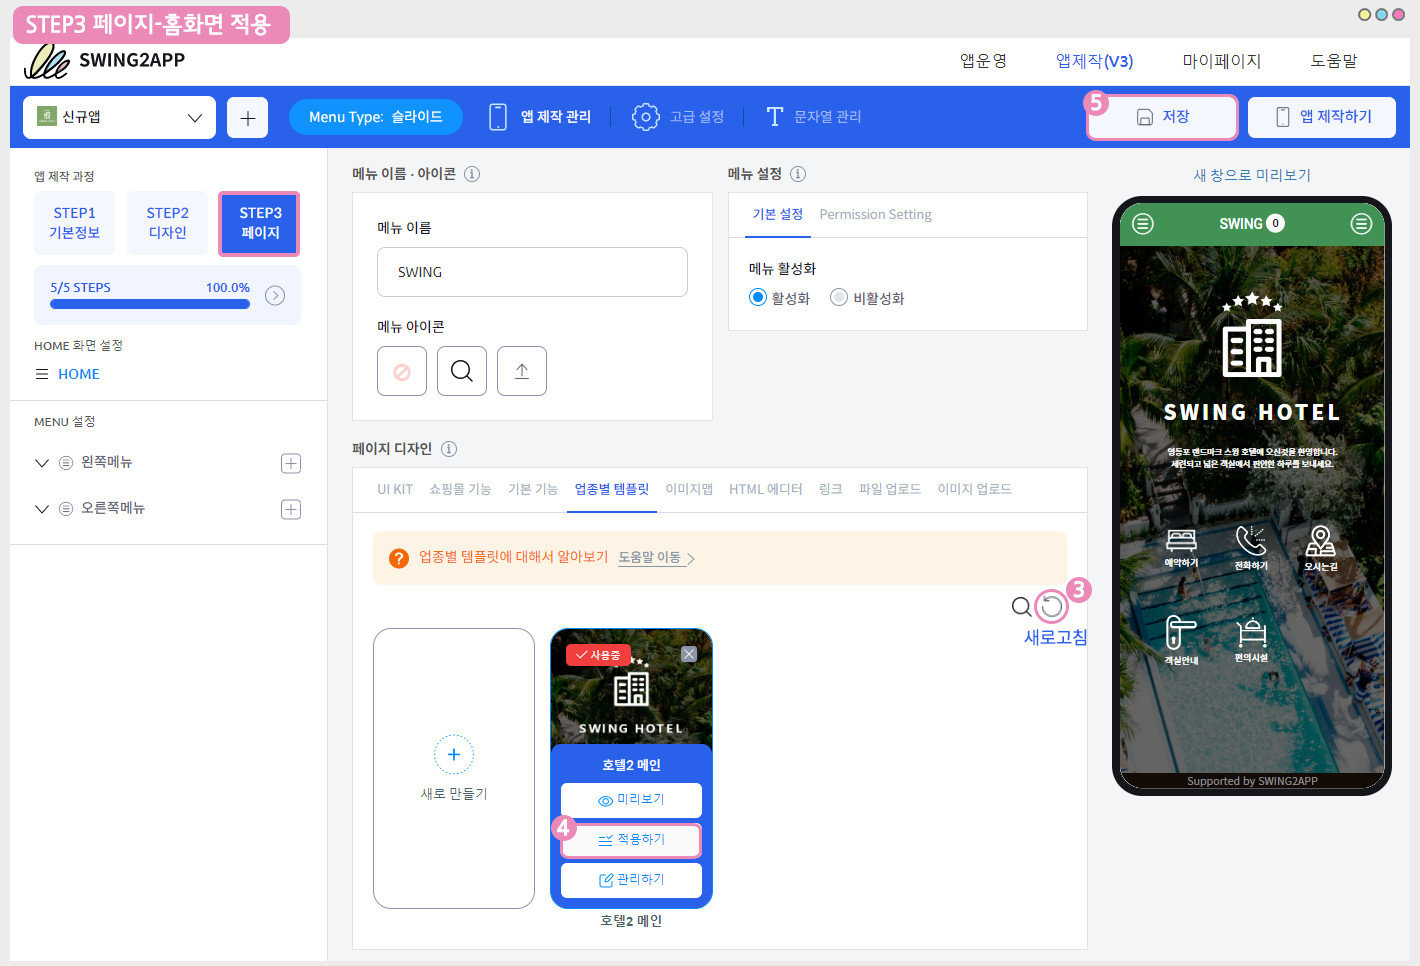 STEP3 페이지-홈화면 적용
SWING2APP
앱운영
앱제작(V3)
마이페이지
도움말
신규앱
Menu Type: 슬라이드
앱 제작 관리
고급 설정
문자열 관리
5
저장
앱 제작하기
앱 제작 과정
STEP1
기본정보
STEP2
디자인
STEP3
페이지
5/5 STEPS
100.0%
HOME 화면 설정
HOME
MENU 설정
왼쪽메뉴
오른쪽메뉴
메뉴 이름 · 아이콘
메뉴 이름
SWING
메뉴 아이콘
메뉴 설정
기본 설정
Permission Setting
메뉴 활성화
활성화
비활성화
페이지 디자인
UI KIT
쇼핑몰 기능
기본 기능
업종별 템플릿
이미지맵
HTML 에디터
링크
파일 업로드
이미지 업로드
? 업종별 템플릿에 대해서 알아보기 도움말 이동
3
새로고침
새로 만들기
사용중
SWING HOTEL
호텔2 메인
미리보기
4
적용하기
관리하기
호텔2 메인
새 창으로 미리보기
SWING 0
SWING HOTEL
영등포 랜드마크 스윙 호텔에 오신것을 환영합니다.
세련되고 넓은 객실에서 편안한 하루를 보내세요.
예약하기
전화하기
오시는길
객실안내
편의시설
Supported by SWING2APP